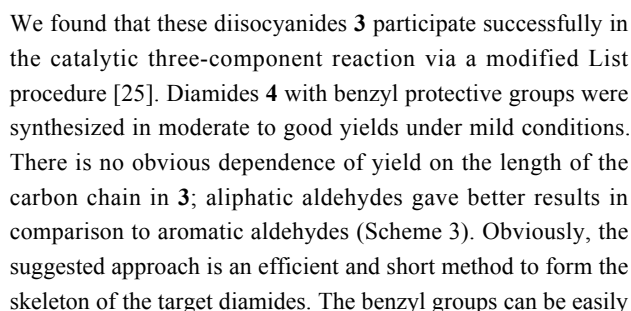 We found that these diisocyanides 3 participate successfully in
the catalytic three-component reaction via a modified List
procedure [25]. Diamides 4 with benzyl protective groups were
synthesized in moderate to good yields under mild conditions.
There is no obvious dependence of yield on the length of the
carbon chain in 3; aliphatic aldehydes gave better results in
comparison to aromatic aldehydes (Scheme 3). Obviously, the
suggested approach is an efficient and short method to form the
skeleton of the target diamides. The benzyl groups can be easily